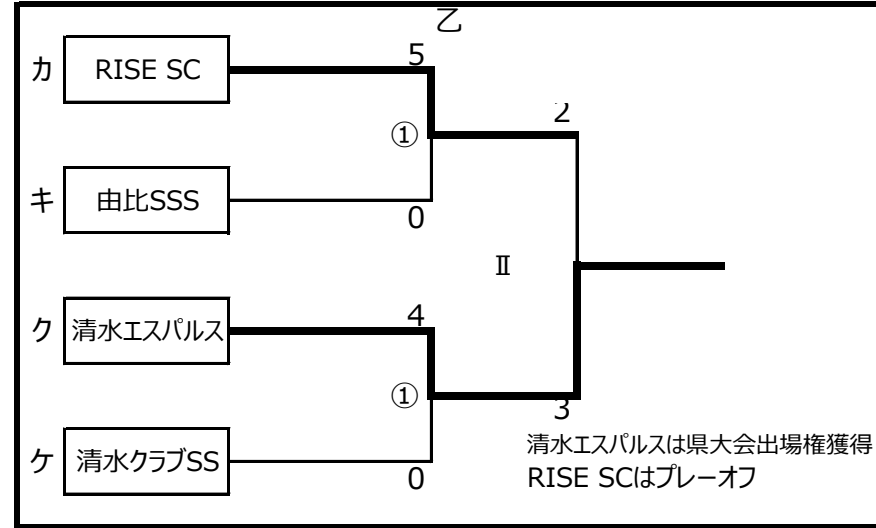 乙
カ RISE SC 5
① 2
キ 由比SSS 0
Ⅱ
ク 清水エスパルス 4
① 3
ケ 清水クラブSS 0
清水エスパルスは県大会出場権獲得
RISE SCはプレーオフ